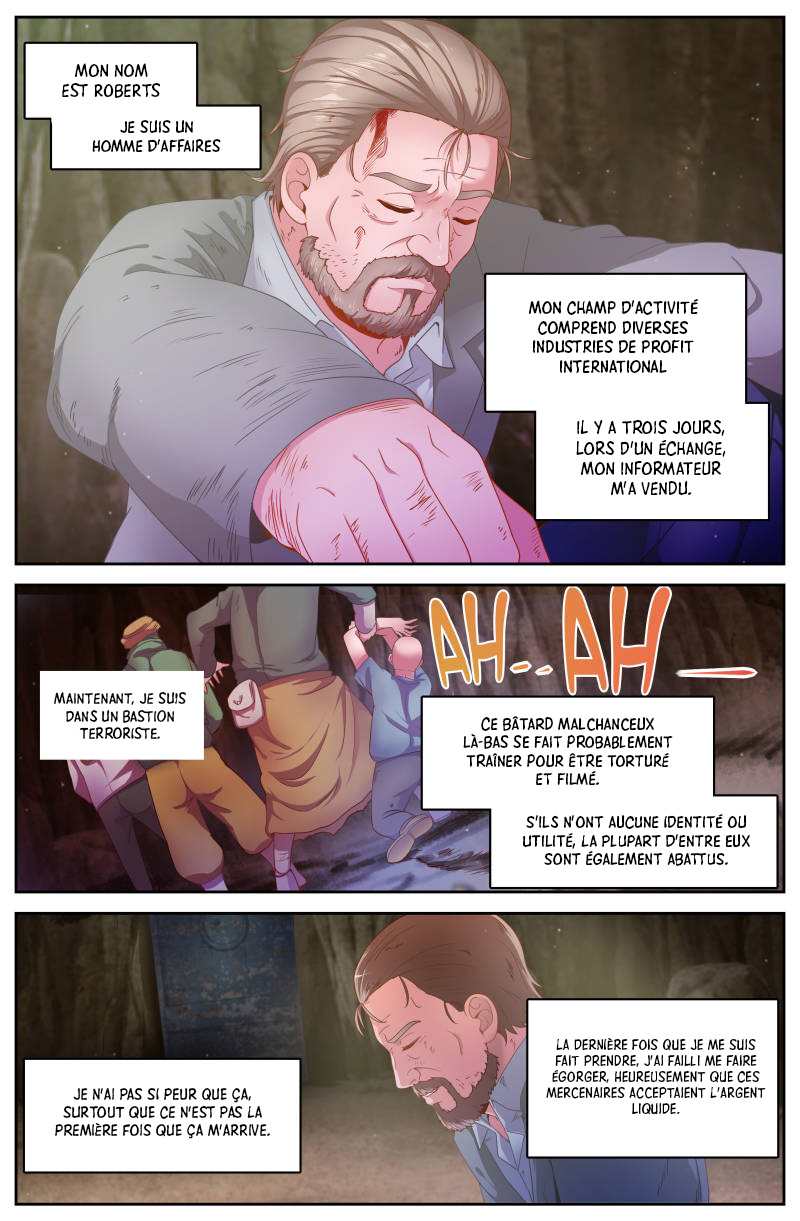 MON NOM
EST ROBERTS
JE SUIS UN
HOMME D'AFFAIRES
MON CHAMP D'ACTIVITÉ
COMPREND DIVERSES
INDUSTRIES DE PROFIT
INTERNATIONAL
IL Y A TROIS JOURS,
LORS D'UN ÉCHANGE,
MON INFORMATEUR
M'A VENDU.
AH-- AH —
MAINTENANT, JE SUIS
DANS UN BASTION
TERRORISTE.
CE BÂTARD MALCHANCEUX
LÀ-BAS SE FAIT PROBABLEMENT
TRAÎNER POUR ÊTRE TORTURÉ
ET FILMÉ.
S'ILS N'ONT AUCUNE IDENTITÉ OU
UTILITÉ, LA PLUPART D'ENTRE EUX
SONT ÉGALEMENT ABATTUS.
LA DERNIÈRE FOIS QUE JE ME SUIS
FAIT PRENDRE, J'AI FAILLI ME FAIRE
ÉGORGER, HEUREUSEMENT QUE CES
MERCENAIRES ACCEPTAIENT L'ARGENT
LIQUIDE.
JE N'AI PAS SI PEUR QUE ÇA,
SURTOUT QUE CE N'EST PAS LA
PREMIÈRE FOIS QUE ÇA M'ARRIVE.